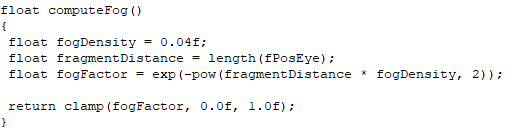 float computeFog()
{
 float fogDensity = 0.04f;
 float fragmentDistance = length(fPosEye);
 float fogFactor = exp(-pow(fragmentDistance * fogDensity, 2));

 return clamp(fogFactor, 0.0f, 1.0f);
}